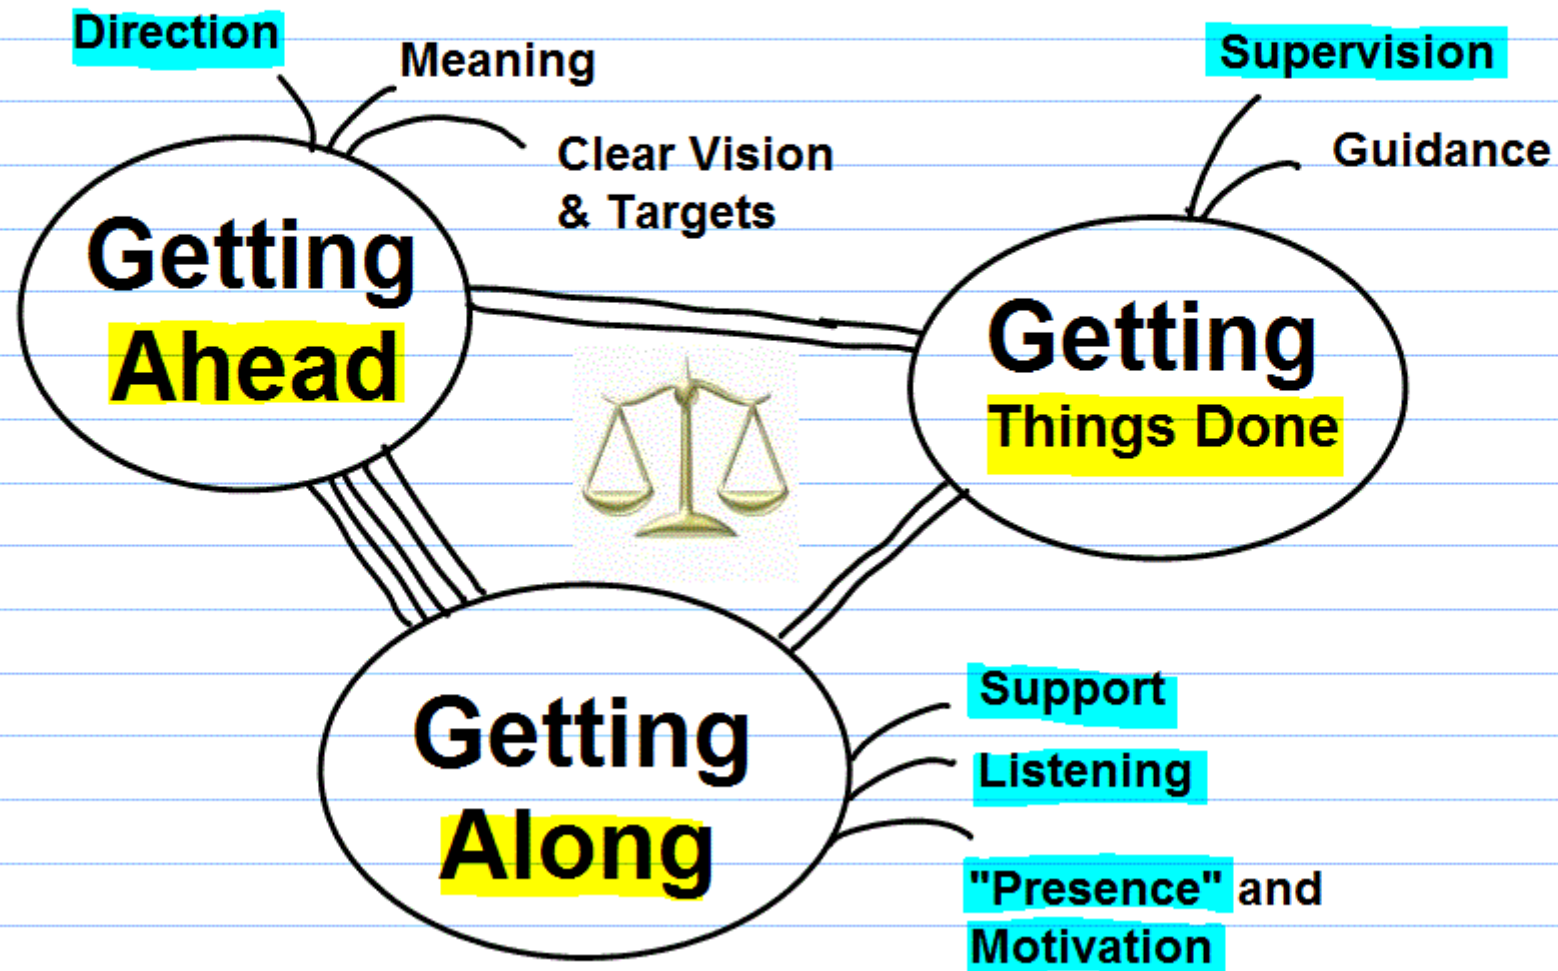 Direction
Meaning
Clear Vision
& Targets
Getting
Ahead
Supervision
Guidance
Getting
Things Done
Getting
Along
Support
Listening
"Presence" and
Motivation